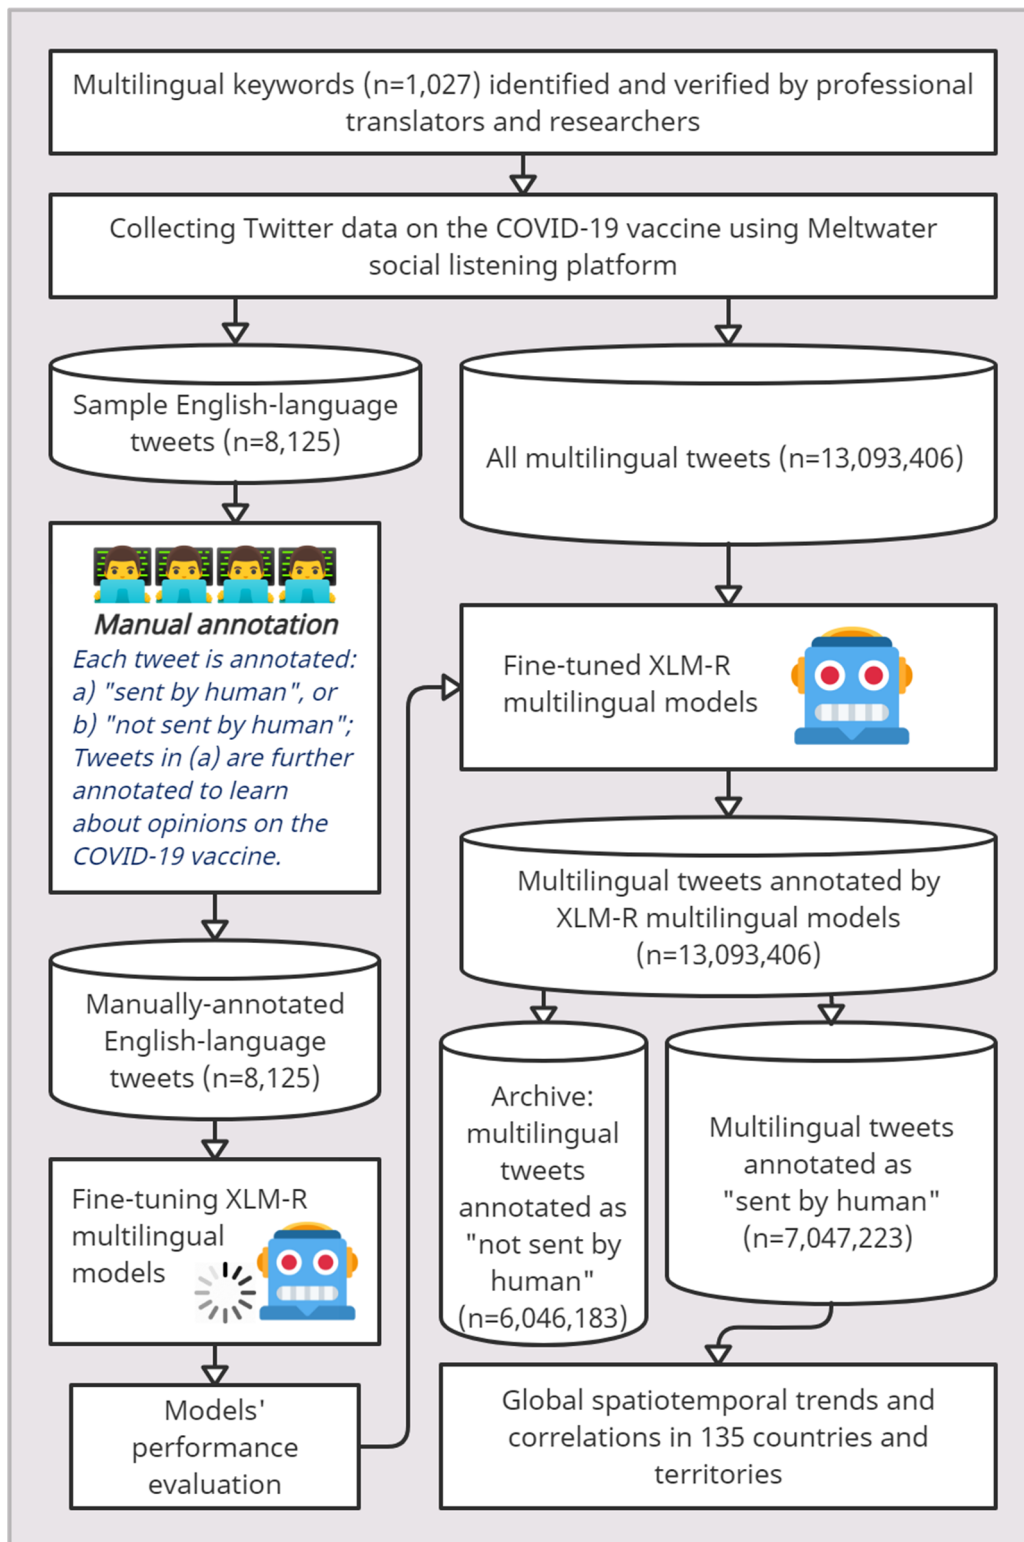 Multilingual keywords (n=1,027) identified and verified by professional
translators and researchers
Collecting Twitter data on the COVID-19 vaccine using Meltwater
social listening platform
Sample English-language
tweets (n=8,125)
All multilingual tweets (n=13,093,406)
Manual annotation
Each tweet is annotated:
a) "sent by human", or
b) "not sent by human";
Tweets in (a) are further
annotated to learn
about opinions on the
COVID-19 vaccine.
Manually-annotated
English-language
tweets (n=8,125)
Fine-tuning XLM-R
multilingual
models
Models'
performance
evaluation
Fine-tuned XLM-R
multilingual models
Multilingual tweets annotated by
XLM-R multilingual models
(n=13,093,406)
Archive:
multilingual
tweets
annotated as
"not sent by
human"
(n=6,046,183)
Multilingual tweets
annotated as
"sent by human"
(n=7,047,223)
Global spatiotemporal trends and
correlations in 135 countries and
territories